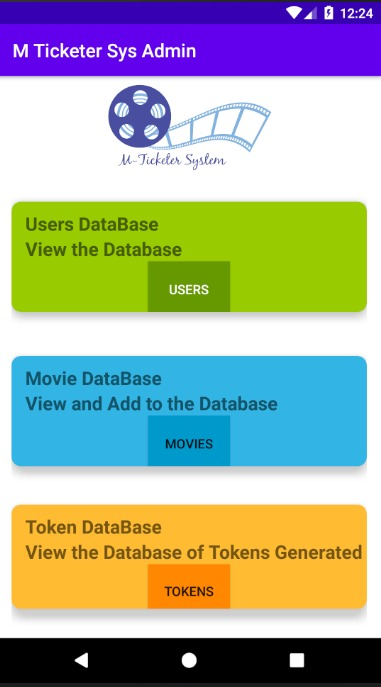 12:24
M Ticketer Sys Admin
M-Ticketer System
Users DataBase
View the Database
USERS
Movie DataBase
View and Add to the Database
MOVIES
Token DataBase
View the Database of Tokens Generated
TOKENS